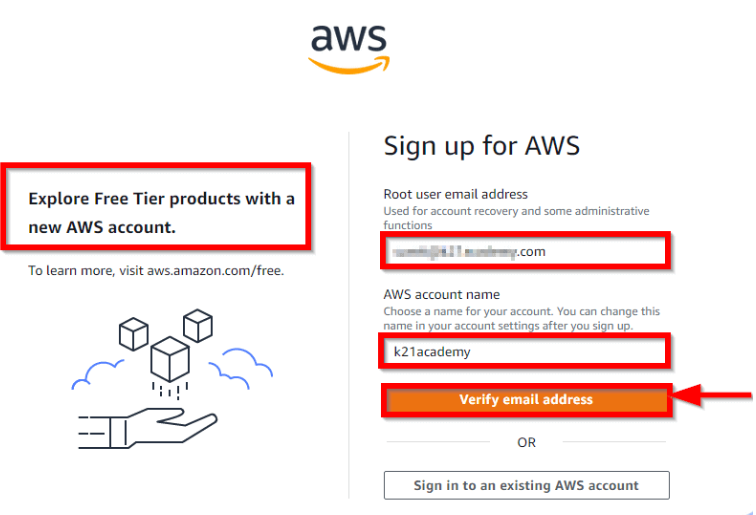 aws
Explore Free Tier products with a
new AWS account.
To learn more, visit aws.amazon.com/free.
Sign up for AWS
Root user email address
Used for account recovery and some administrative
functions
.com
AWS account name
Choose a name for your account. You can change this
name in your account settings after you sign up.
k21academy
Verify email address
OR
Sign in to an existing AWS account